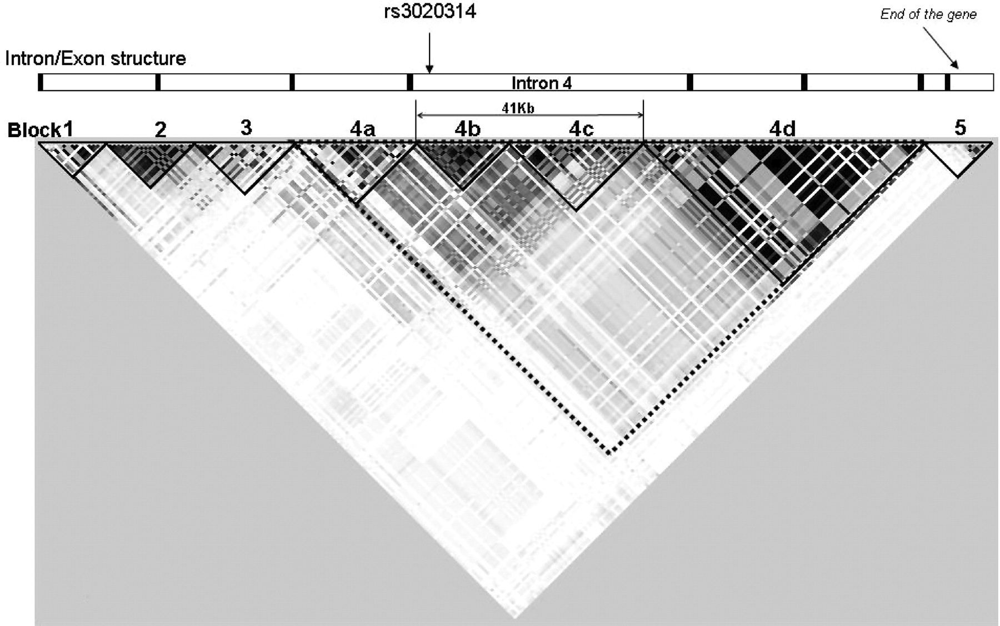 rs3020314
End of the gene
Intron/Exon structure
Intron 4
41Kb
Block1 2 3 4a 4b 4c 4d 5